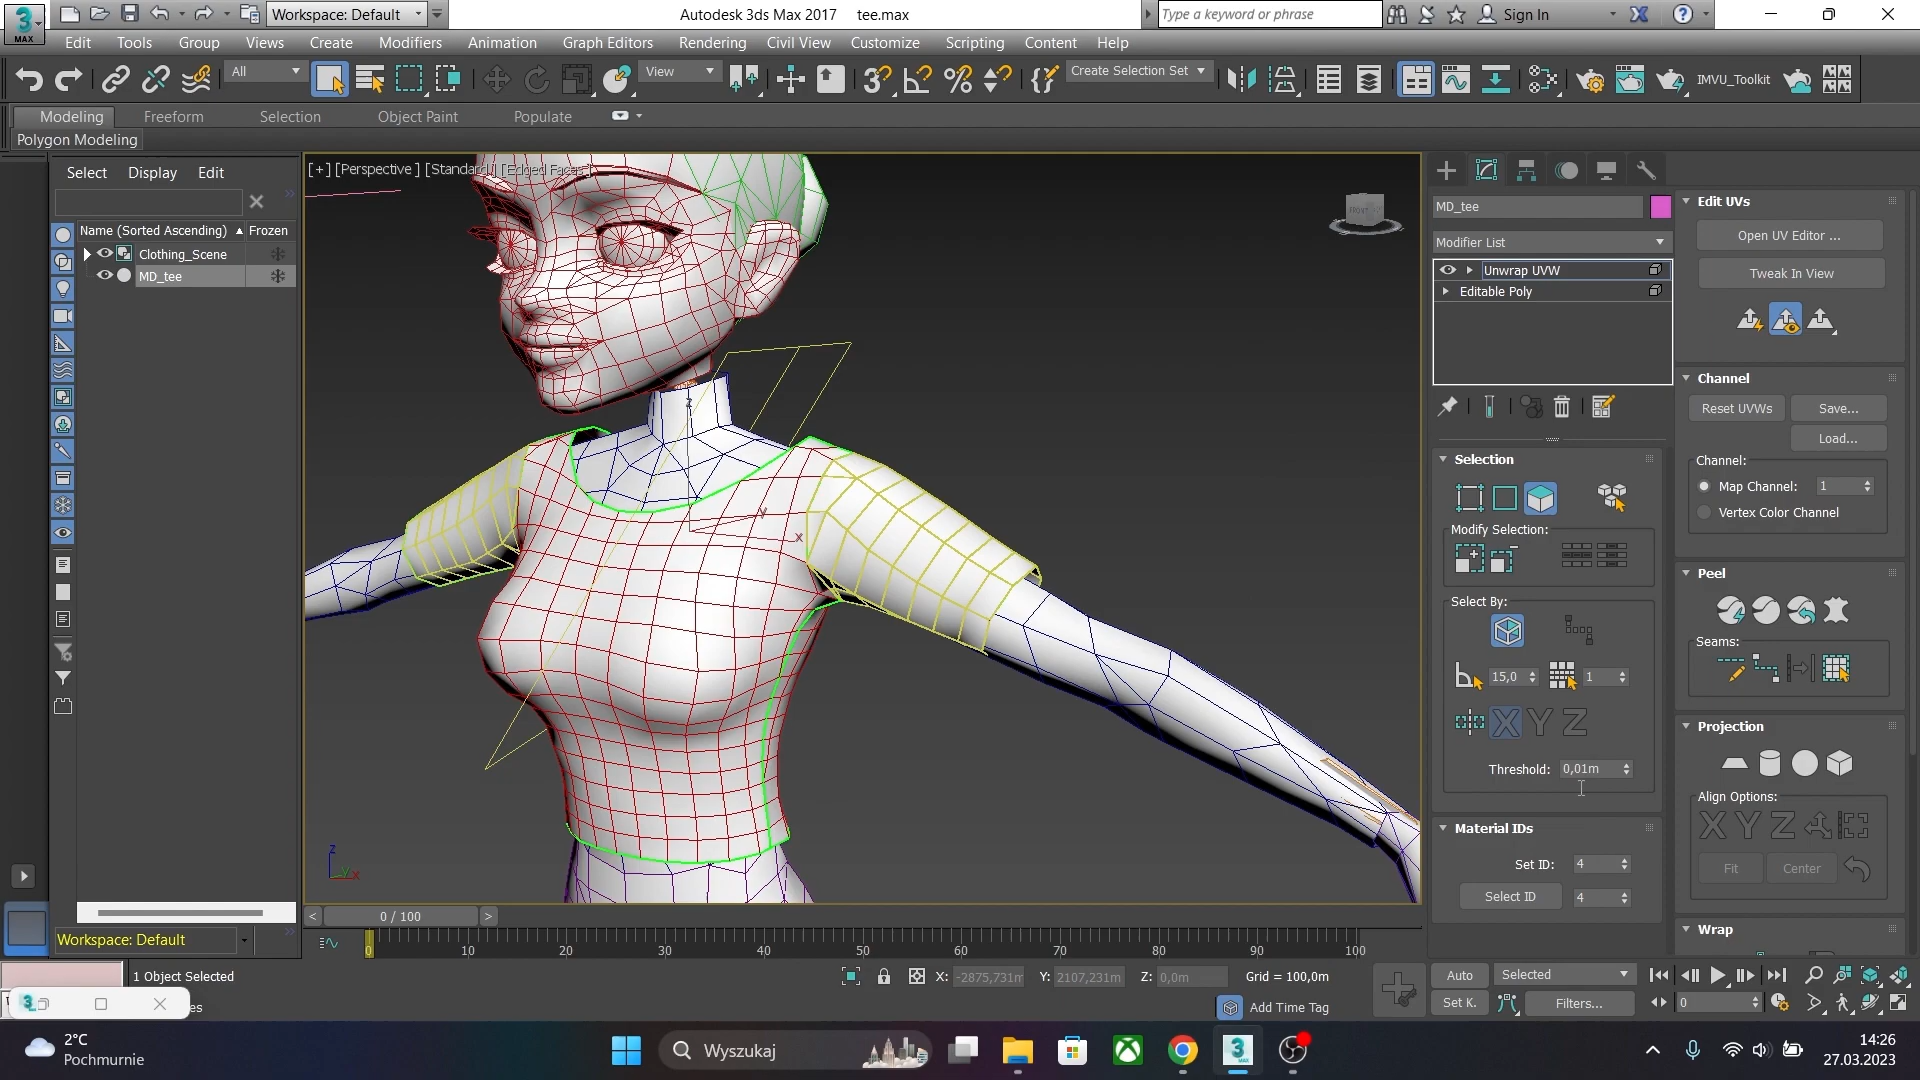 3
MAX
Workspace: Default
Autodesk 3ds Max 2017 tee.max
Type a keyword or phrase
Sign In
Edit Tools Group Views Create Modifiers Animation Graph Editors Rendering Civil View Customize Scripting Content Help
All
View
Create Selection Set
IMVU_Toolkit
Modeling Freeform Selection Object Paint Populate
Polygon Modeling
Select Display Edit
Name (Sorted Ascending) Frozen
Clothing_Scene
MD_tee
Workspace: Default
[+] [Perspective ] [Standard ] [Edged Faces ]
FRONT
z
y
x
z
y
x
MD_tee
Modifier List
Unwrap UVW
Editable Poly
Selection
Modify Selection:
Select By:
15,0
1
X Y Z
Threshold: 0,01m
Material IDs
Set ID: 4
Select ID 4
Edit UVs
Open UV Editor ...
Tweak In View
Channel
Reset UVWs Save...
Load...
Channel:
Map Channel: 1
Vertex Color Channel
Peel
Seams:
Projection
Align Options:
X Y Z
Fit Center
Wrap
< 0 / 100 >
0 10 20 30 40 50 60 70 80 90 100
1 Object Selected
es
X: -2875,731m Y: 2107,231m Z: 0,0m Grid = 100,0m
Add Time Tag
Auto Selected
Set K. Filters...
0
2°C
Pochmurnie
Wyszukaj
14:26
27.03.2023